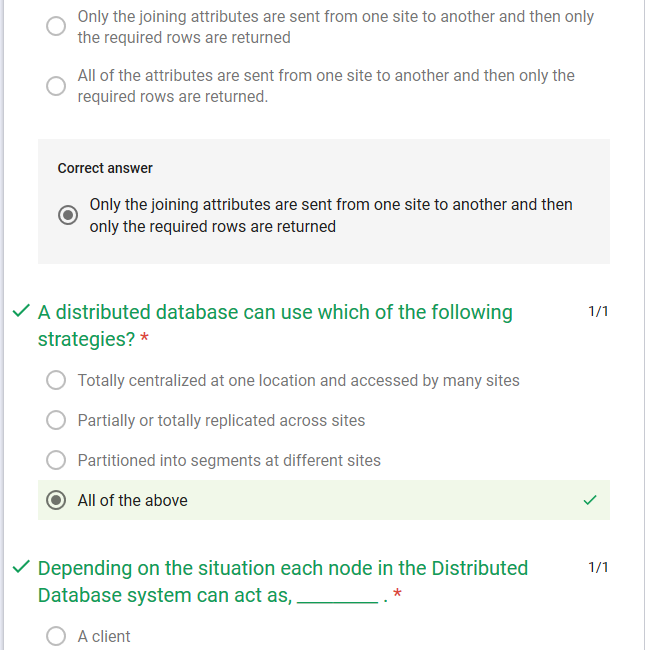 Only the joining attributes are sent from one site to another and then only
the required rows are returned
All of the attributes are sent from one site to another and then only the
required rows are returned.
Correct answer
Only the joining attributes are sent from one site to another and then
only the required rows are returned
A distributed database can use which of the following 1/1
strategies? *
Totally centralized at one location and accessed by many sites
Partially or totally replicated across sites
Partitioned into segments at different sites
All of the above
Depending on the situation each node in the Distributed 1/1
Database system can act as, _________ . *
A client